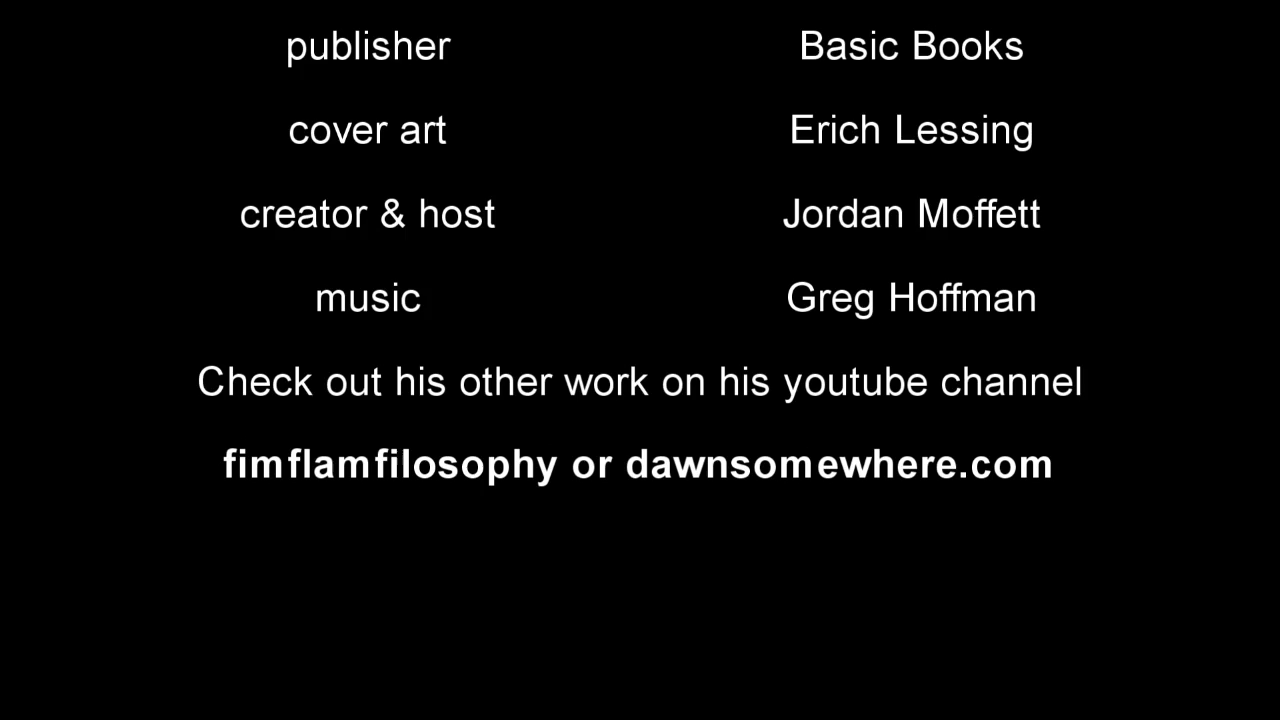 publisher Basic Books
cover art Erich Lessing
creator & host Jordan Moffett
music Greg Hoffman
Check out his other work on his youtube channel
fimflamfilosophy or dawnsomewhere.com